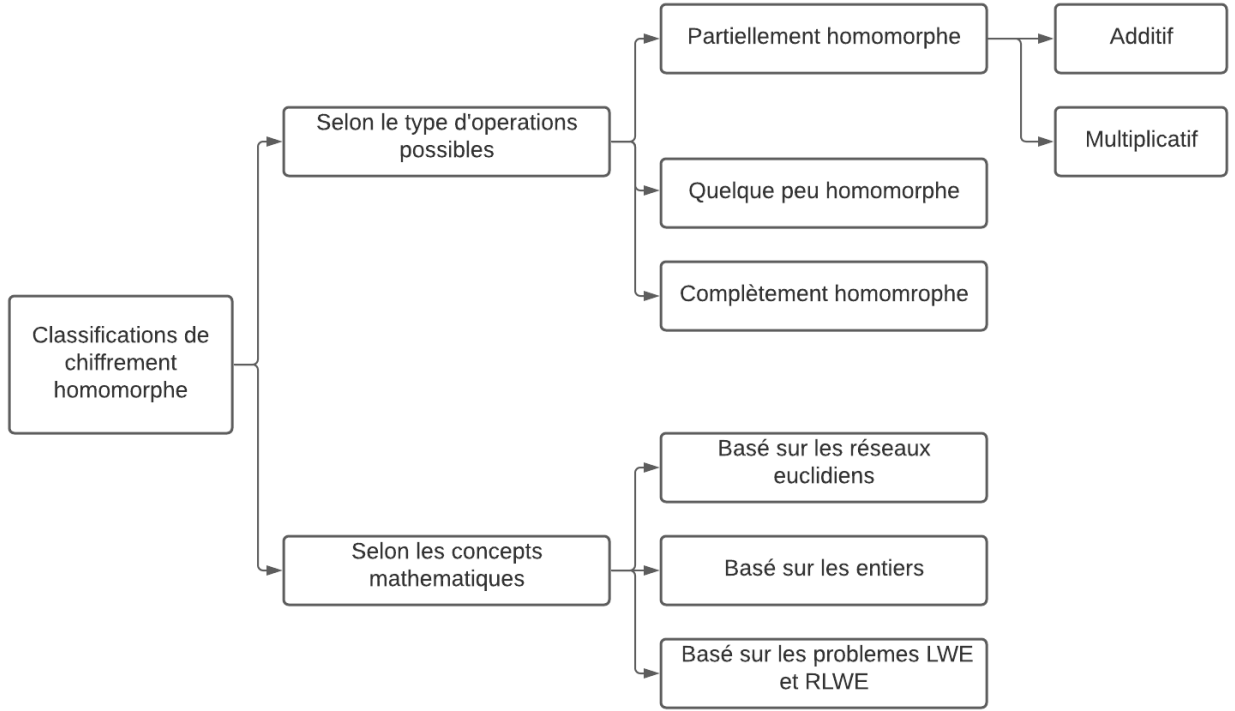 Partiellement homomorphe
Additif
Selon le type d'operations
possibles
Multiplicatif
Quelque peu homomorphe
Complètement homomrophe
Classifications de
chiffrement
homomorphe
Basé sur les réseaux
euclidiens
Selon les concepts
mathematiques
Basé sur les entiers
Basé sur les problemes LWE
et RLWE